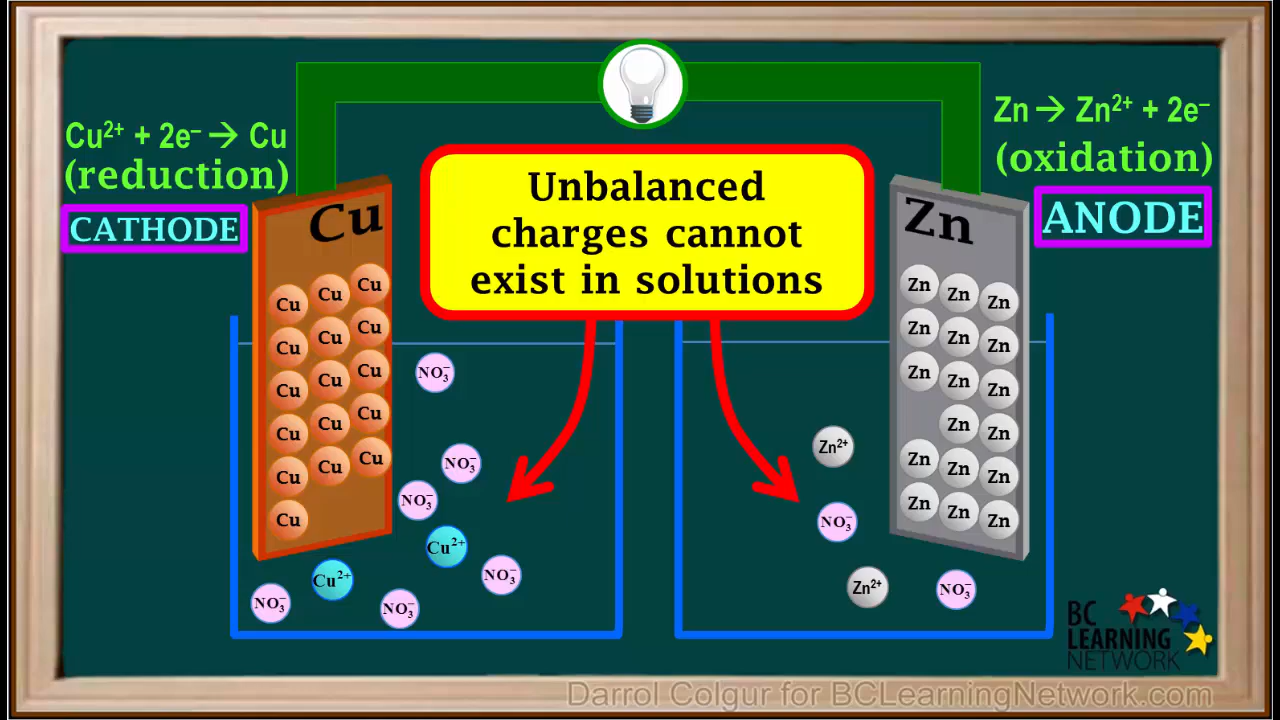 Cu²⁺ + 2e⁻ → Cu
(reduction)
CATHODE
Zn → Zn²⁺ + 2e⁻
(oxidation)
ANODE
Unbalanced
charges cannot
exist in solutions
Cu
Cu Cu Cu
Cu Cu Cu
Cu Cu Cu
Cu Cu Cu
Cu Cu Cu
Cu
Zn
Zn Zn Zn
Zn Zn Zn
Zn Zn Zn
Zn Zn
Zn Zn Zn
Zn Zn Zn
NO₃⁻
NO₃⁻
NO₃⁻
Cu²⁺
NO₃⁻
Cu²⁺
NO₃⁻
NO₃⁻
Zn²⁺
NO₃⁻
Zn²⁺
NO₃⁻
BC
LEARNING
NETWORK
Darrol Colgur for BCLearningNetwork.com